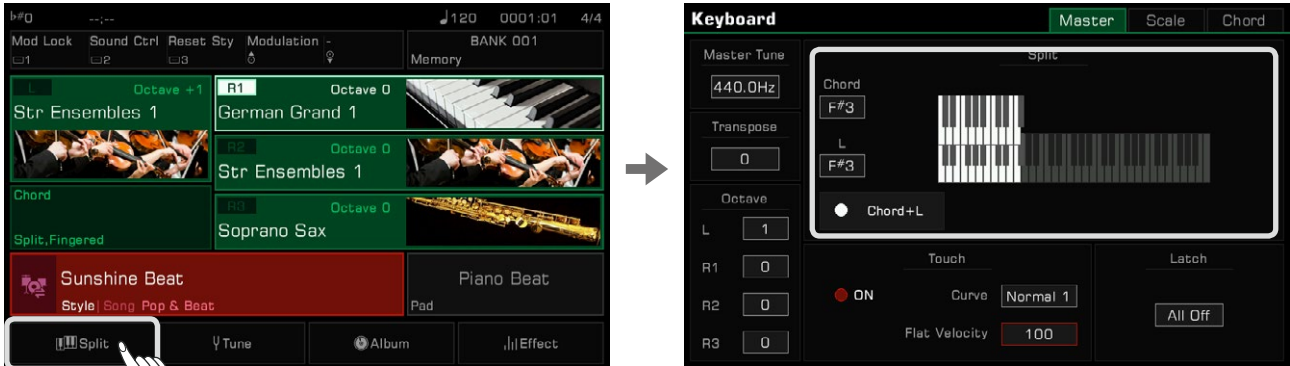 b#0 --;-- ♩120 0001:01 4/4
Mod Lock Sound Ctrl Reset Sty Modulation - BANK 001
1 2 3 Memory
L Octave +1
Str Ensembles 1
R1 Octave 0
German Grand 1
R2 Octave 0
Str Ensembles 1
Chord
Split,Fingered
R3 Octave 0
Soprano Sax
Sunshine Beat
Style| Song Pop & Beat
Piano Beat
Pad
Split Tune Album Effect
Keyboard Master Scale Chord
Master Tune
440.0Hz
Transpose
0
Octave
L 1
R1 0
R2 0
R3 0
Split
Chord
F#3
L
F#3
Chord+L
Touch
ON Curve Normal 1
Flat Velocity 100
Latch
All Off